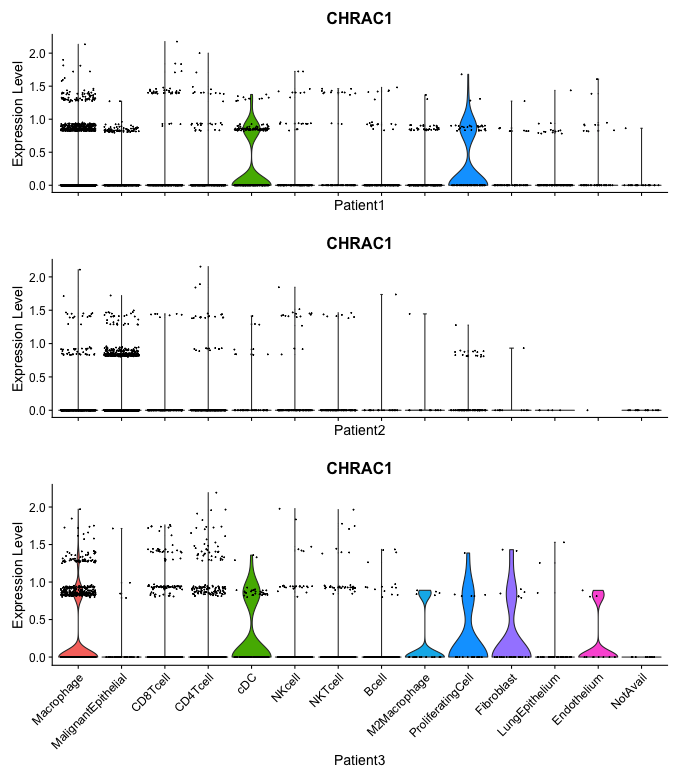 CHRAC1
Expression Level
2.0
1.5
1.0
0.5
0.0
Patient1
CHRAC1
Expression Level
2.0
1.5
1.0
0.5
0.0
Patient2
CHRAC1
Expression Level
2.0
1.5
1.0
0.5
0.0
Macrophage
MalignantEpithelial
CD8Tcell
CD4Tcell
cDC
NKcell
NKTcell
Bcell
M2Macrophage
ProliferatingCell
Fibroblast
LungEpithelium
Endothelium
NotAvail
Patient3